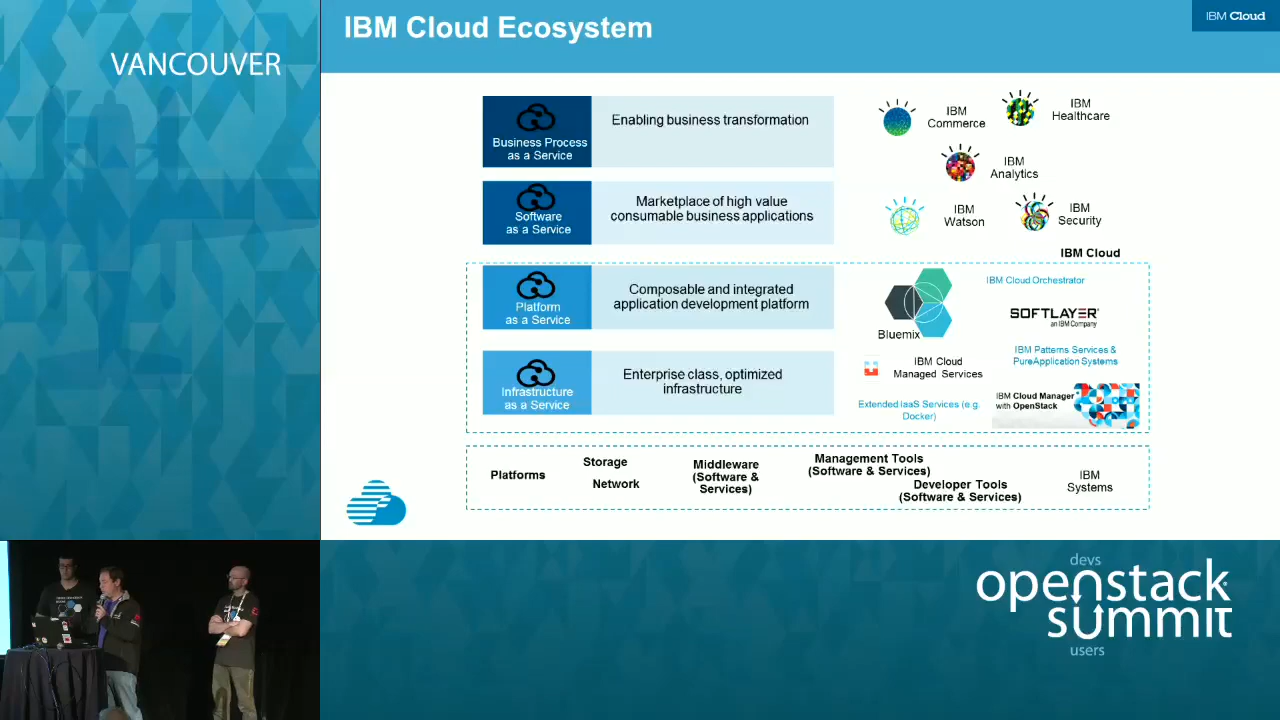 VANCOUVER
IBM Cloud Ecosystem
IBM Cloud
Business Process
as a Service
Enabling business transformation
IBM
Commerce
IBM
Healthcare
IBM
Analytics
Software
as a Service
Marketplace of high value
consumable business applications
IBM
Watson
IBM
Security
IBM Cloud
Platform
as a Service
Composable and integrated
application development platform
Bluemix
IBM Cloud Orchestrator
SOFTLAYER
an IBM Company
IBM Cloud
Managed Services
IBM Patterns Services &
PureApplication Systems
Infrastructure
as a Service
Enterprise class, optimized
infrastructure
Extended IaaS Services (e.g.
Docker)
IBM Cloud Manager
with OpenStack
Platforms
Storage
Network
Middleware
(Software &
Services)
Management Tools
(Software & Services)
Developer Tools
(Software & Services)
IBM
Systems
devs
openstack
summit
users